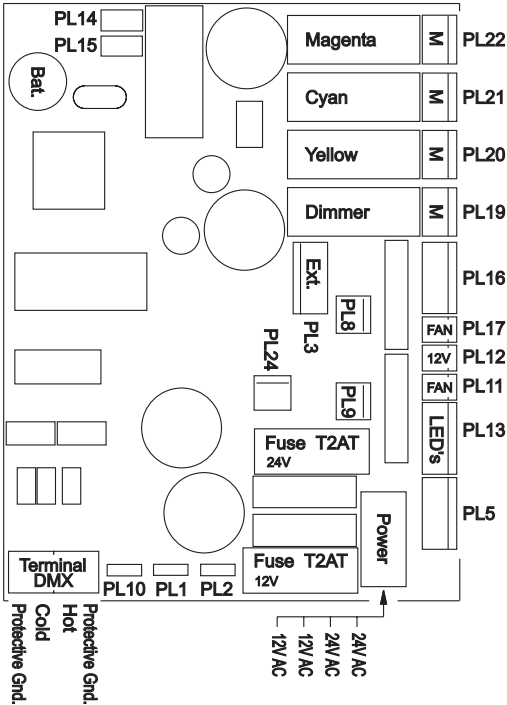 PL14
PL15
Bat.
Magenta M PL22
Cyan M PL21
Yellow M PL20
Dimmer M PL19
Ext.
PL3
PL8
PL16
FAN PL17
12V PL12
FAN PL11
PL24
PL9
LED's PL13
Fuse T2AT
24V
PL5
Power
Fuse T2AT
12V
Terminal
DMX
PL10 PL1 PL2
Protective Gnd.
Cold
Hot
Protective Gnd.
12V AC
12V AC
24V AC
24V AC